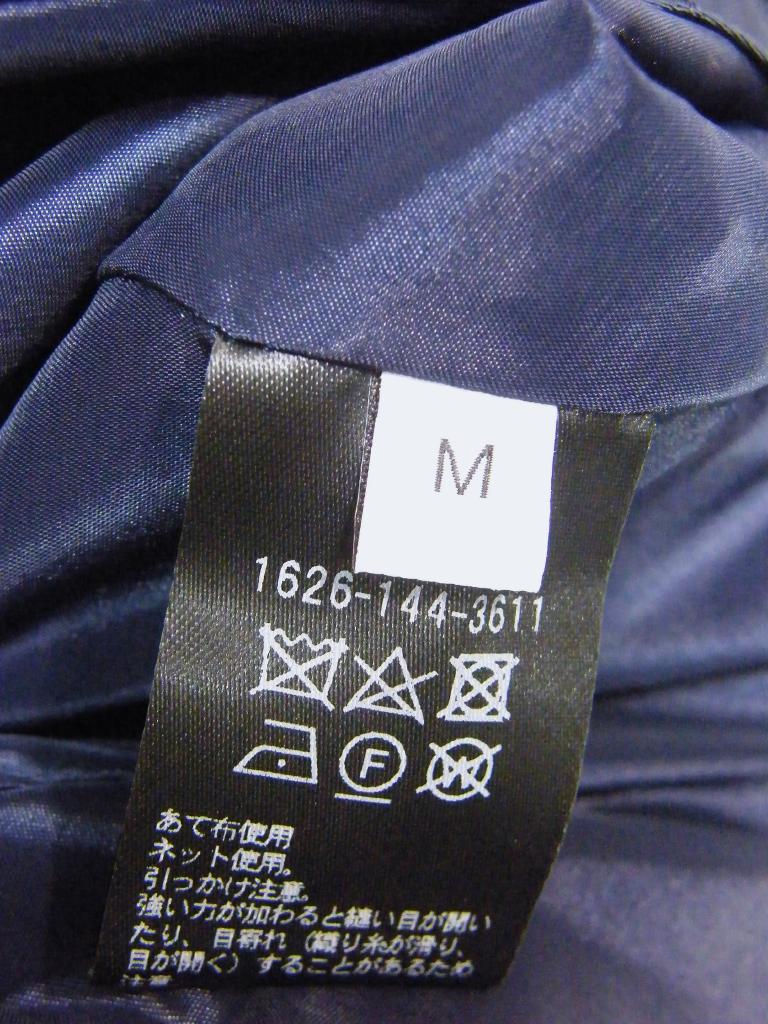 M
1626-144-3611
F
W
あて布使用
ネット使用。
引っかけ注意。
強い力が加わると縫い目が開い
たり、目寄れ（織り糸が滑り、
目が開く）することがあるため
注意